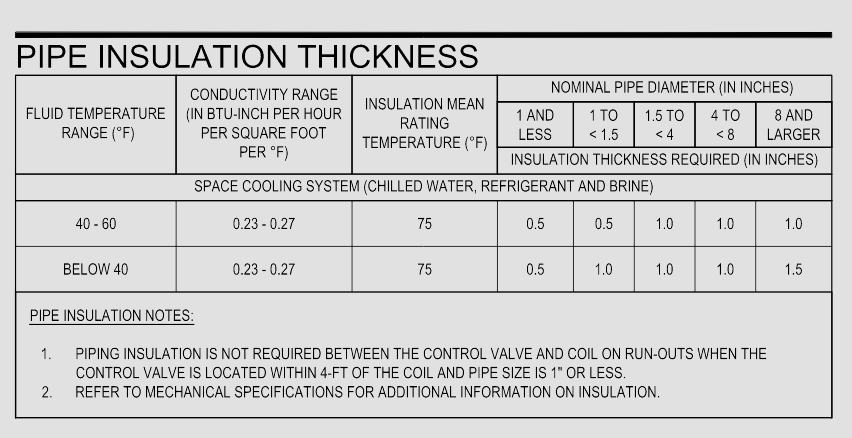 PIPE INSULATION THICKNESS
FLUID TEMPERATURE
RANGE (°F)
CONDUCTIVITY RANGE
(IN BTU-INCH PER HOUR
PER SQUARE FOOT
PER °F)
INSULATION MEAN
RATING
TEMPERATURE (°F)
NOMINAL PIPE DIAMETER (IN INCHES)
1 AND
LESS
1 TO
< 1.5
1.5 TO
< 4
4 TO
< 8
8 AND
LARGER
INSULATION THICKNESS REQUIRED (IN INCHES)
SPACE COOLING SYSTEM (CHILLED WATER, REFRIGERANT AND BRINE)
40 - 60 0.23 - 0.27 75 0.5 0.5 1.0 1.0 1.0
BELOW 40 0.23 - 0.27 75 0.5 1.0 1.0 1.0 1.5
PIPE INSULATION NOTES:
1. PIPING INSULATION IS NOT REQUIRED BETWEEN THE CONTROL VALVE AND COIL ON RUN-OUTS WHEN THE
CONTROL VALVE IS LOCATED WITHIN 4-FT OF THE COIL AND PIPE SIZE IS 1" OR LESS.
2. REFER TO MECHANICAL SPECIFICATIONS FOR ADDITIONAL INFORMATION ON INSULATION.